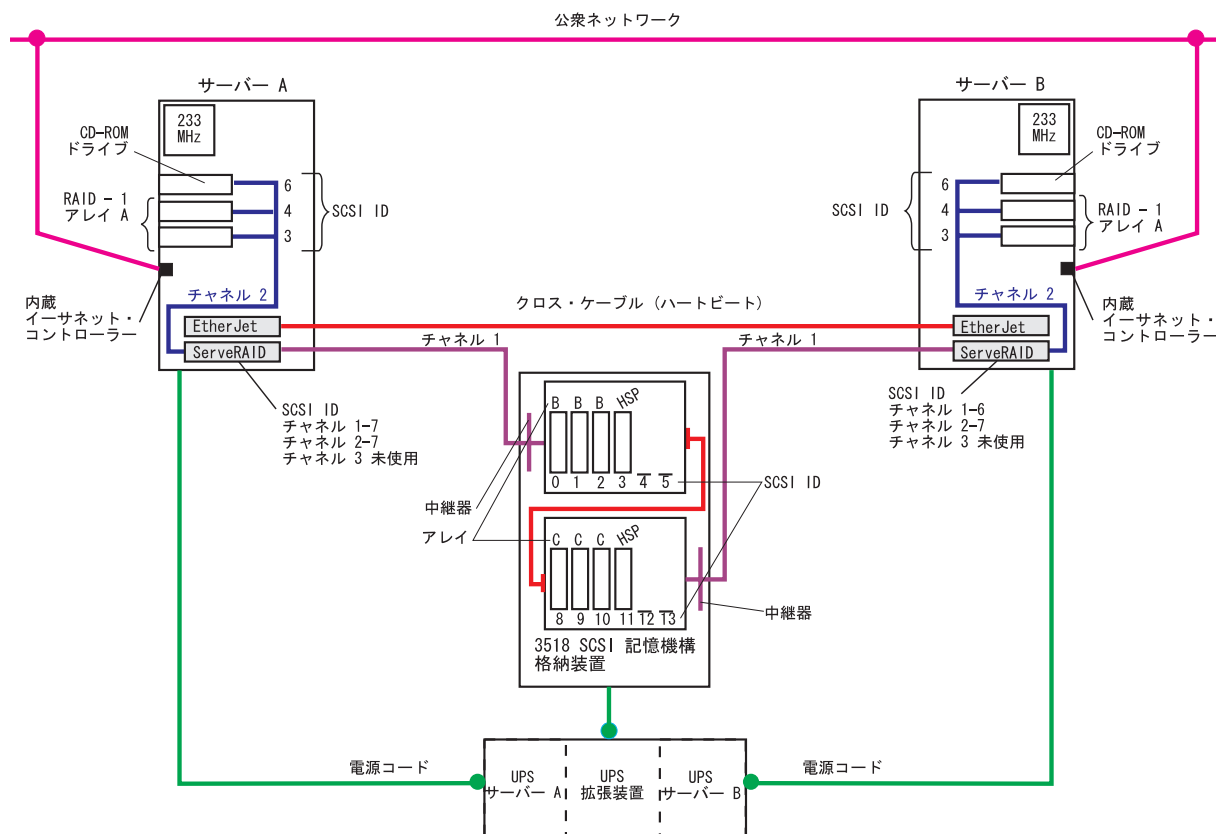 公衆ネットワーク
サーバー A
233
MHz
CD-ROM
ドライブ
RAID - 1
アレイ A
6
4
3
SCSI ID
内蔵
イーサネット・
コントローラー
チャネル 2
EtherJet
ServeRAID
SCSI ID
チャネル 1-7
チャネル 2-7
チャネル 3 未使用
クロス・ケーブル (ハートビート)
チャネル 1
チャネル 1
サーバー B
233
MHz
CD-ROM
ドライブ
RAID - 1
アレイ A
6
4
3
SCSI ID
チャネル 2
内蔵
イーサネット・
コントローラー
EtherJet
ServeRAID
SCSI ID
チャネル 1-6
チャネル 2-7
チャネル 3 未使用
B B B HSP
0 1 2 3 4 5
SCSI ID
中継器
アレイ
C C C HSP
8 9 10 11 12 13
中継器
3518 SCSI 記憶機構
格納装置
電源コード
電源コード
UPS
サーバー A
UPS
拡張装置
UPS
サーバー B